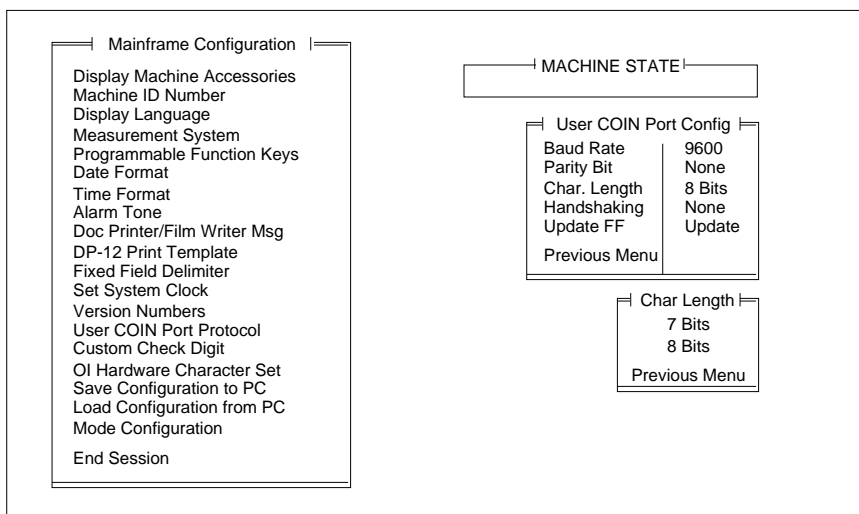 Mainframe Configuration
Display Machine Accessories
Machine ID Number
Display Language
Measurement System
Programmable Function Keys
Date Format
Time Format
Alarm Tone
Doc Printer/Film Writer Msg
DP-12 Print Template
Fixed Field Delimiter
Set System Clock
Version Numbers
User COIN Port Protocol
Custom Check Digit
OI Hardware Character Set
Save Configuration to PC
Load Configuration from PC
Mode Configuration
End Session
MACHINE STATE
User COIN Port Config
Baud Rate 9600
Parity Bit None
Char. Length 8 Bits
Handshaking None
Update FF Update
Previous Menu
Char Length
7 Bits
8 Bits
Previous Menu